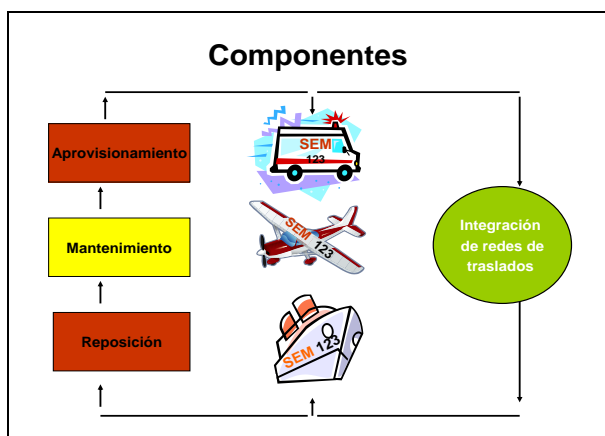 Componentes
Aprovisionamiento
Mantenimiento
Reposición
SEM
123
SEM 123
SEM 123
Integración
de redes de
traslados